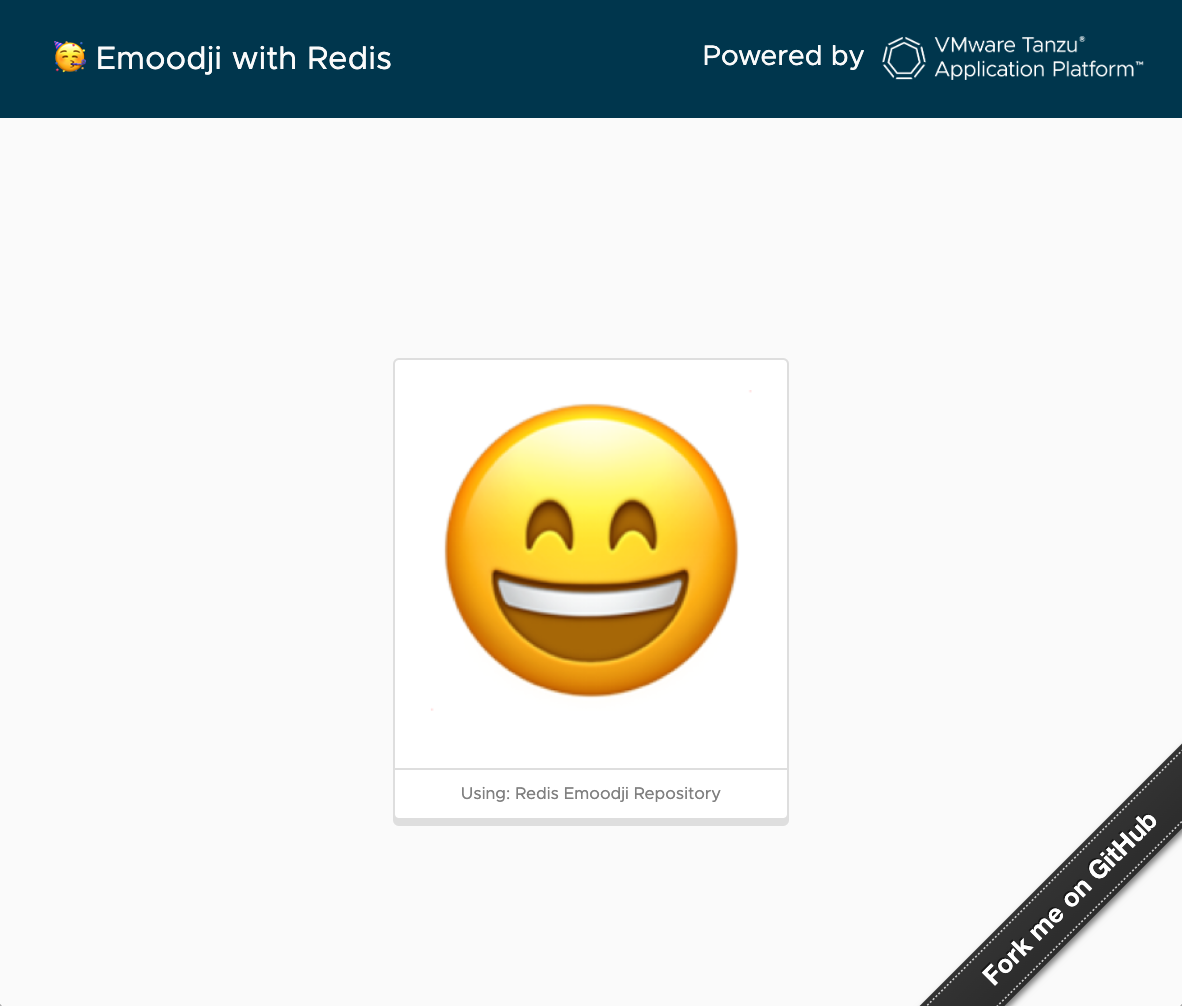 🥳 Emoodji with Redis
Powered by
VMware Tanzu®
Application Platform™
Using: Redis Emoodji Repository
Fork me on GitHub